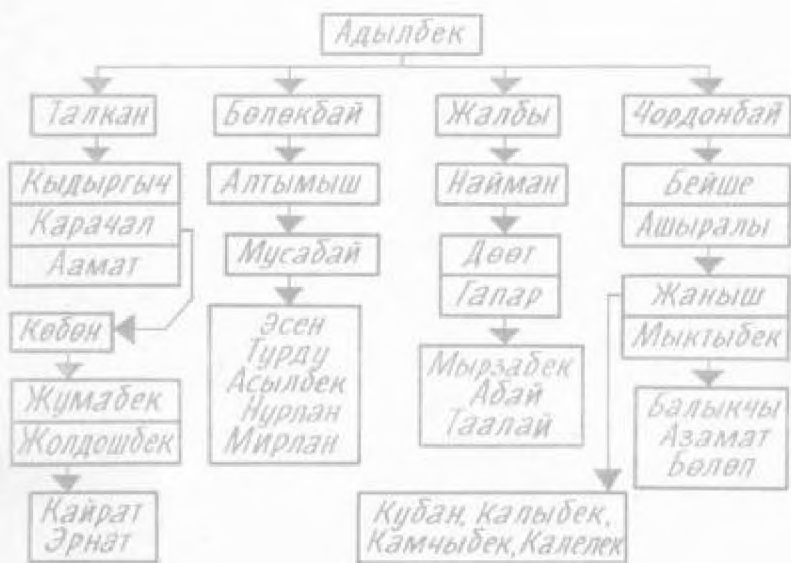 Адылбек
Талкан
Бөлөкбай
Жалбы
Чордонбай
Кыдыргыч
Карачал
Аамат
Алтымыш
Найман
Бейше
Ашыралы
Мусабай
Дөөт
Гапар
Жаныш
Мыктыбек
Көбөн
Эсен
Турду
Асылбек
Нурлан
Мирлан
Жумабек
Жолдошбек
Мырзабек
Абай
Таалай
Балыкчы
Азамат
Бөлөп
Кайрат
Эрнат
Кубан, Калыбек,
Камчыбек, Калелек